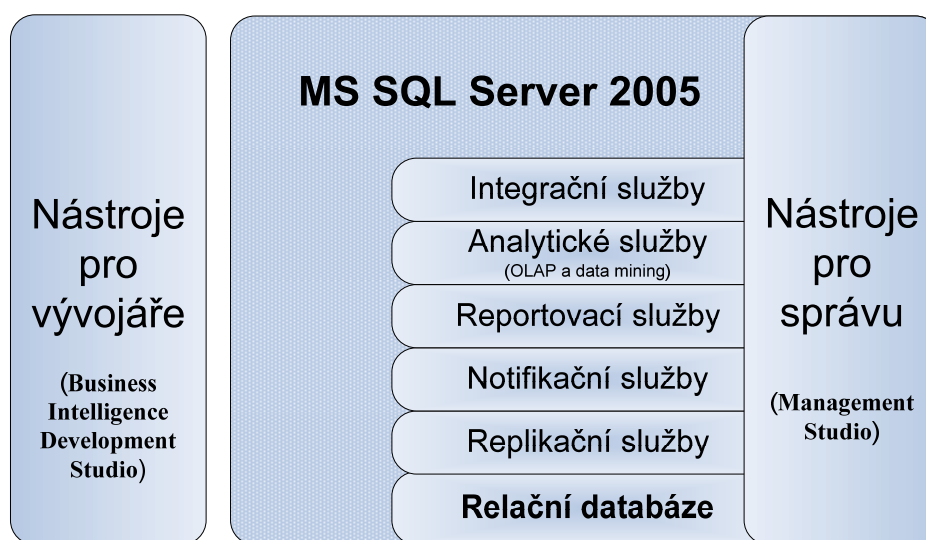 Nástroje
pro
vývojáře
(Business
Intelligence
Development
Studio)
MS SQL Server 2005
Integrační služby
Analytické služby
(OLAP a data mining)
Reportovací služby
Notifikační služby
Replikační služby
Relační databáze
Nástroje
pro
správu
(Management
Studio)